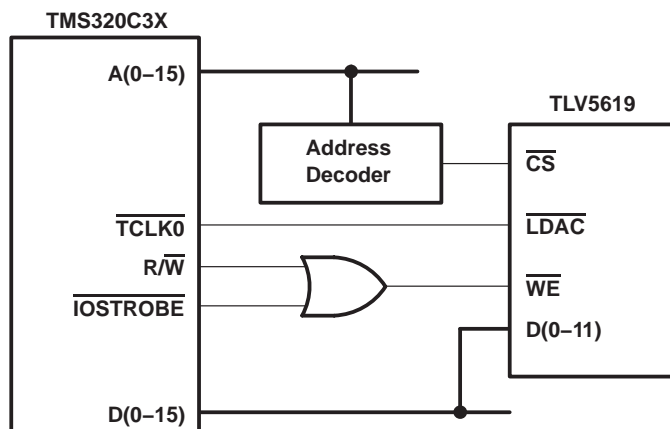 TMS320C3X
A(0–15)
TLV5619
Address
Decoder
CS
TCLK0
LDAC
R/W
IOSTROBE
WE
D(0–11)
D(0–15)